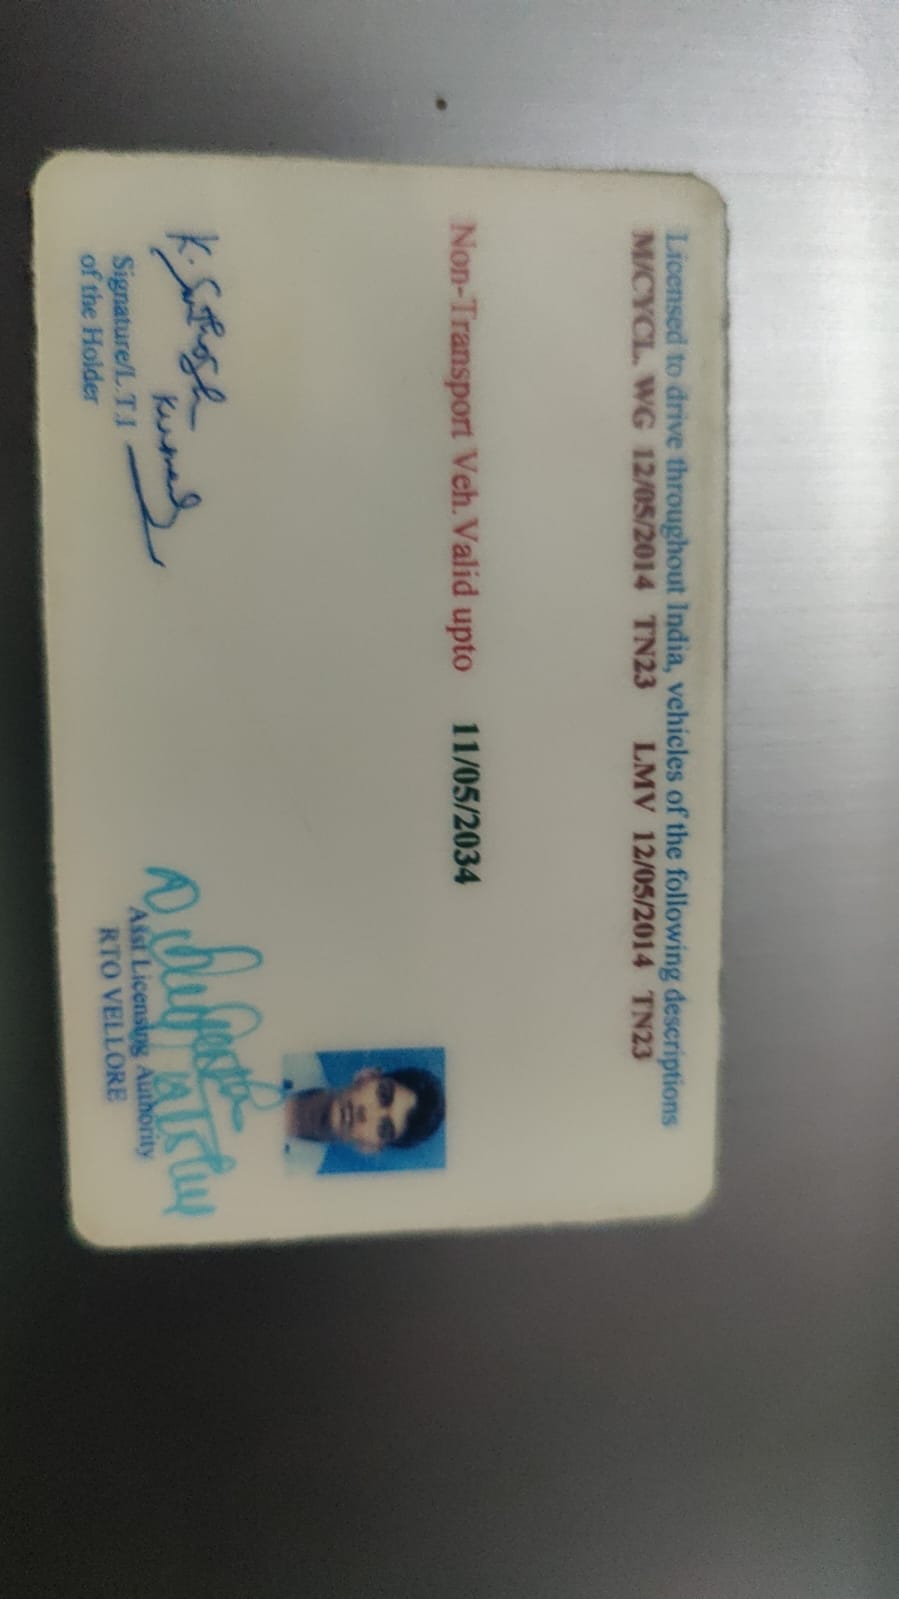 Licensed to drive throughout India, vehicles of the following descriptions
M/CYCL. WG 12/05/2014 TN23 LMV 12/05/2014 TN23
Non-Transport Veh. Valid upto 11/05/2034
K. Santhosh
Kumar
Signature/L.T.I
of the Holder
Asst Licensing Authority
RTO VELLORE